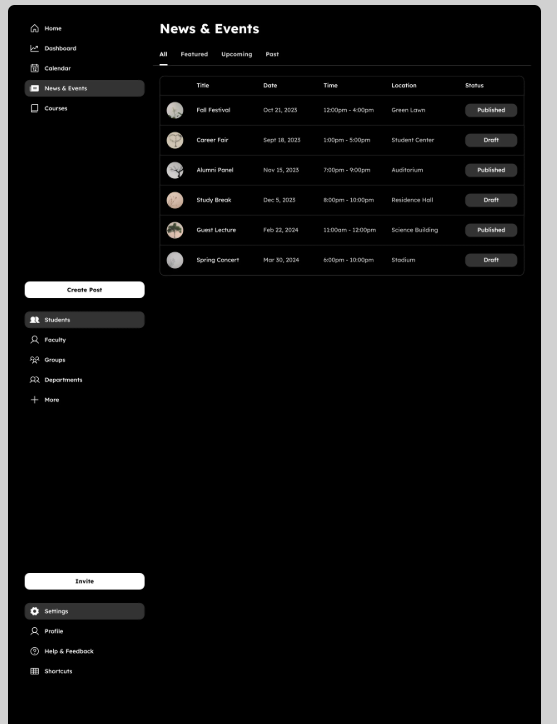 Home
Dashboard
Calendar
News & Events
Courses
Create Post
Students
Faculty
Groups
Departments
More
Invite
Settings
Profile
Help & Feedback
Shortcuts
News & Events
All Featured Upcoming Past
Title Date Time Location Status
Fall Festival Oct 21, 2023 12:00pm - 4:00pm Green Lawn Published
Career Fair Sept 18, 2023 1:00pm - 5:00pm Student Center Draft
Alumni Panel Nov 15, 2023 7:00pm - 9:00pm Auditorium Published
Study Break Dec 5, 2023 8:00pm - 10:00pm Residence Hall Draft
Guest Lecture Feb 22, 2024 11:00am - 12:00pm Science Building Published
Spring Concert Mar 30, 2024 6:00pm - 10:00pm Stadium Draft